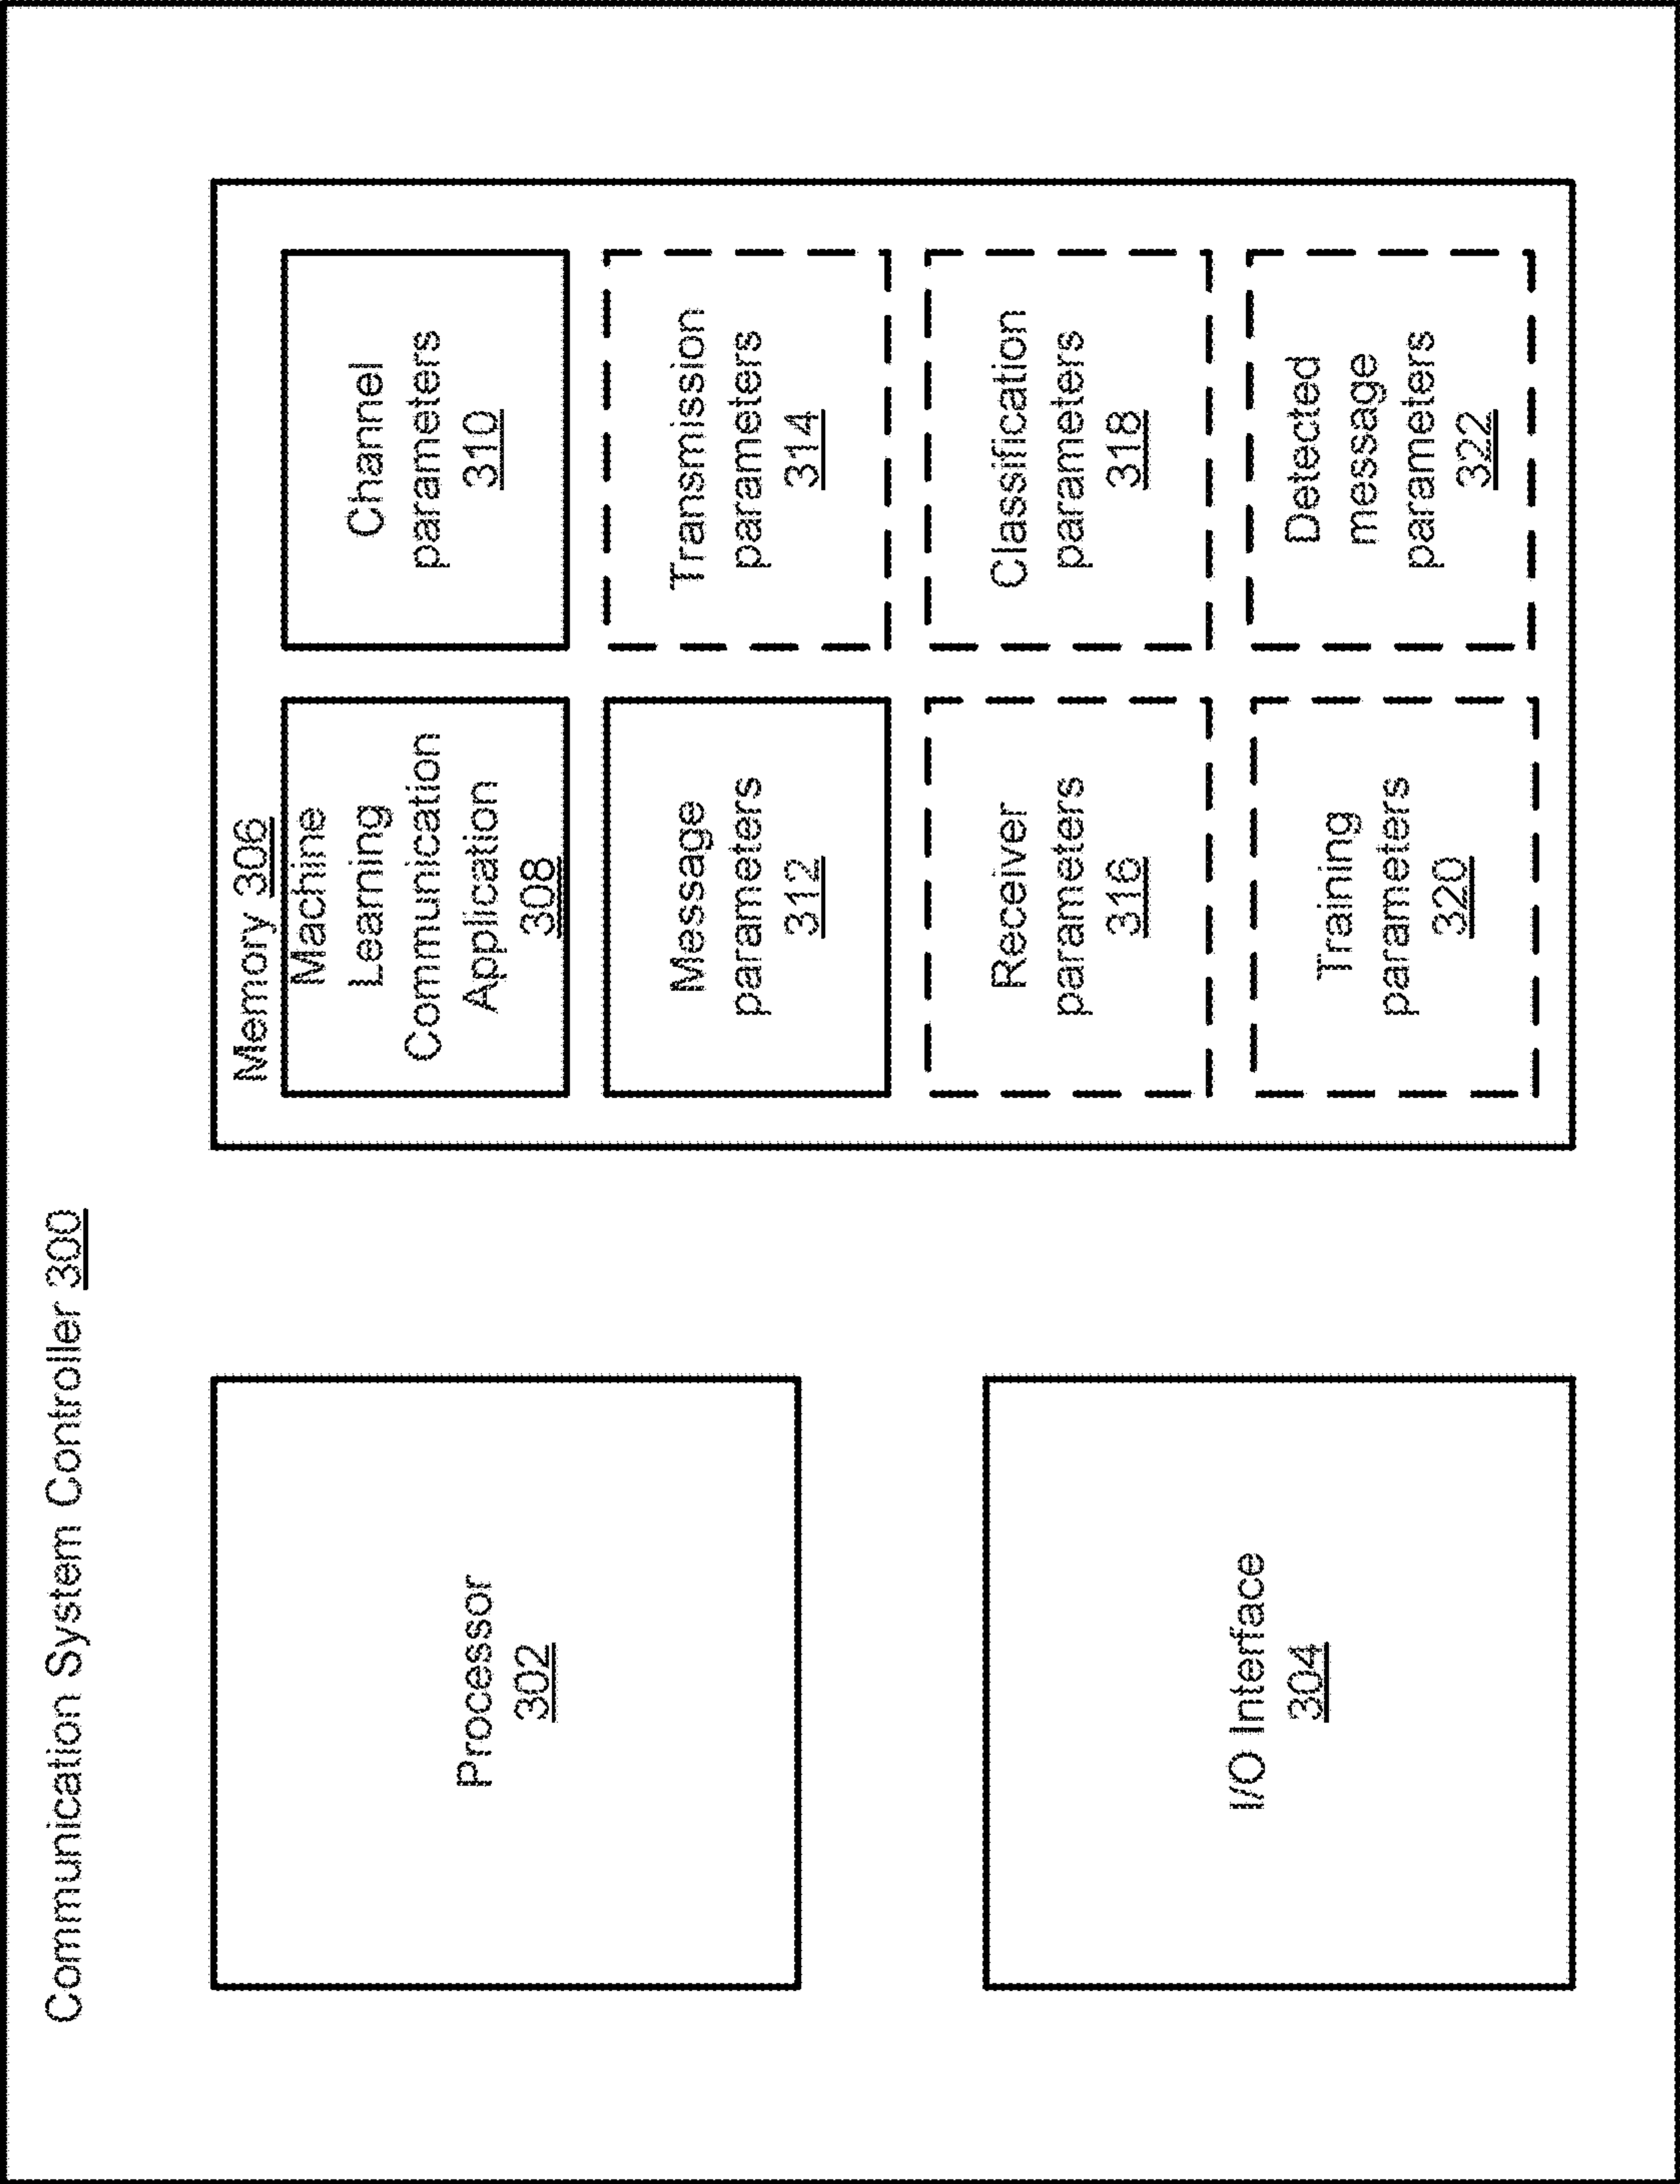 Communication System Controller 300
Processor
302
I/O Interface
304
Memory 306
Machine
Learning
Communication
Application
308
Channel
parameters
310
Message
parameters
312
Transmission
parameters
314
Receiver
parameters
316
Classification
parameters
318
Training
parameters
320
Detected
message
parameters
322